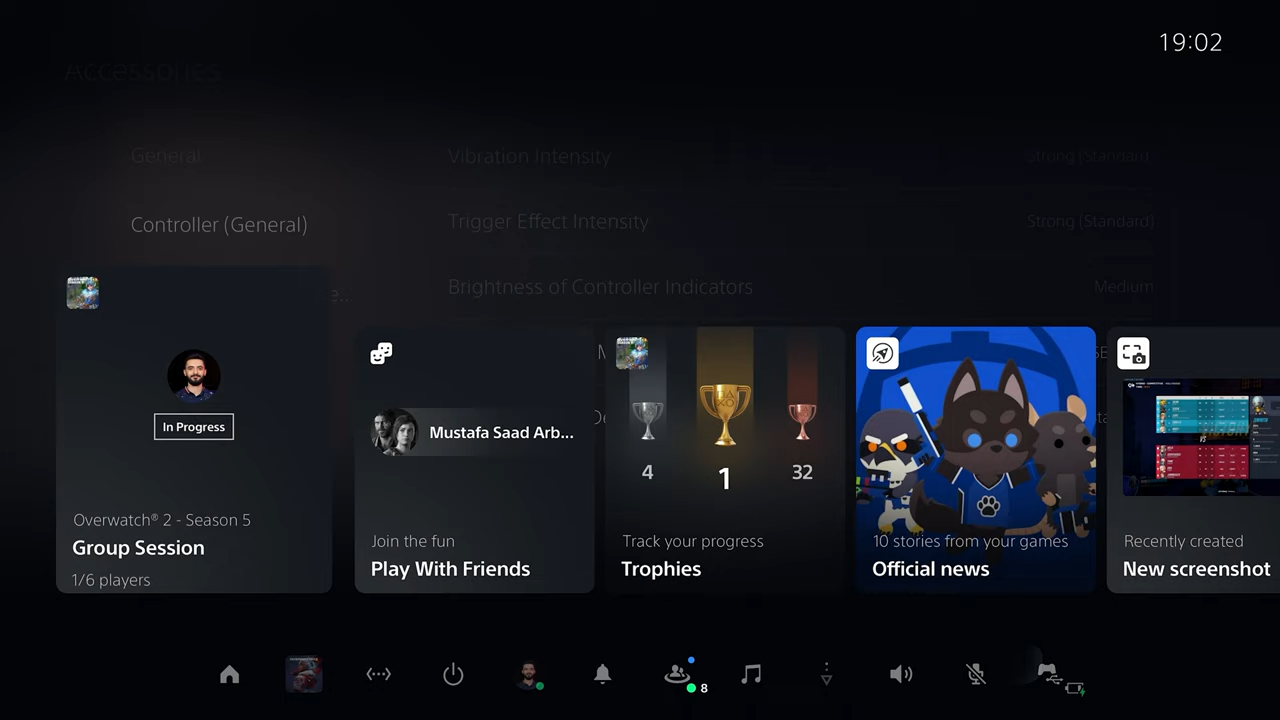 19:02
Accessories
General
Vibration Intensity
Strong (Standard)
Controller (General)
Trigger Effect Intensity
Strong (Standard)
Brightness of Controller Indicators
Medium
In Progress
Overwatch® 2 - Season 5
Group Session
1/6 players
Mustafa Saad Arb...
Join the fun
Play With Friends
4
1
32
Track your progress
Trophies
10 stories from your games
Official news
Recently created
New screenshot
8